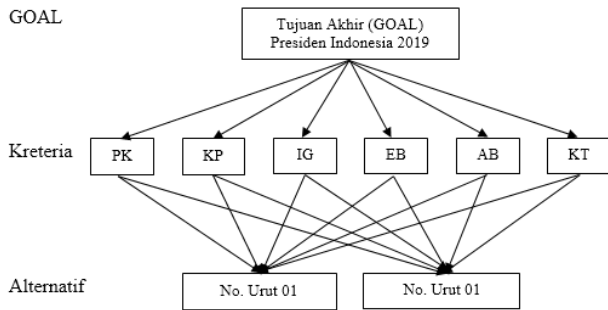 GOAL
Tujuan Akhir (GOAL)
Presiden Indonesia 2019
Kreteria
PK
KP
IG
EB
AB
KT
Alternatif
No. Urut 01
No. Urut 01